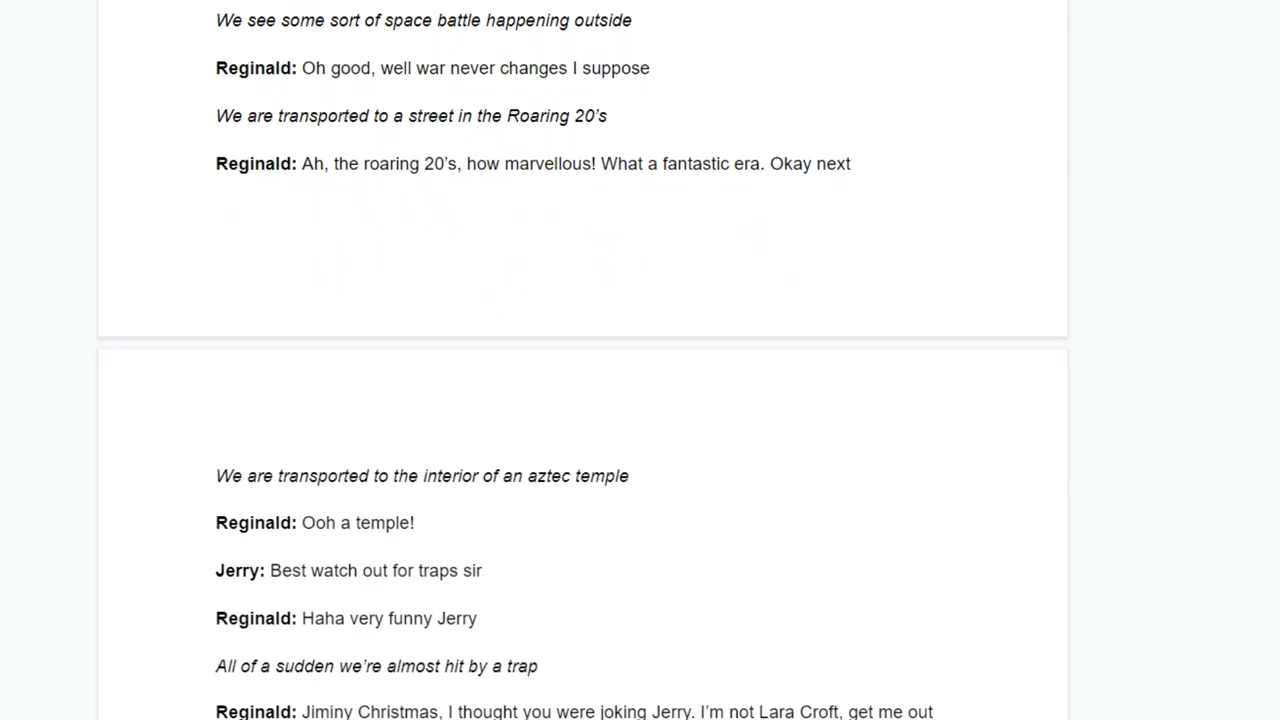 We see some sort of space battle happening outside
Reginald: Oh good, well war never changes I suppose
We are transported to a street in the Roaring 20’s
Reginald: Ah, the roaring 20’s, how marvellous! What a fantastic era. Okay next
We are transported to the interior of an aztec temple
Reginald: Ooh a temple!
Jerry: Best watch out for traps sir
Reginald: Haha very funny Jerry
All of a sudden we’re almost hit by a trap
Reginald: Jiminy Christmas, I thought you were joking Jerry. I’m not Lara Croft, get me out